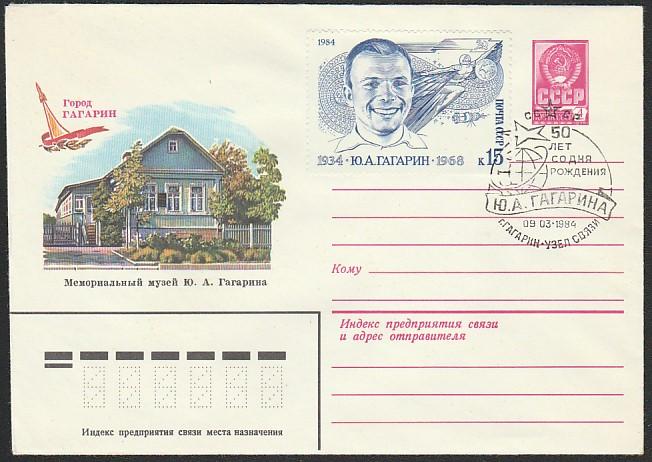 Город
ГАГАРИН
Мемориальный музей Ю. А. Гагарина
1984
ПОЧТА СССР
1934 · Ю.А.ГАГАРИН · 1968
к 15
СССР
50
ЛЕТ
СО ДНЯ
РОЖДЕНИЯ
Ю.А. ГАГАРИНА
09·03·1984
Г.ГАГАРИН·УЗЕЛ СВЯЗИ
Кому
Индекс предприятия связи
и адрес отправителя
Индекс предприятия связи места назначения